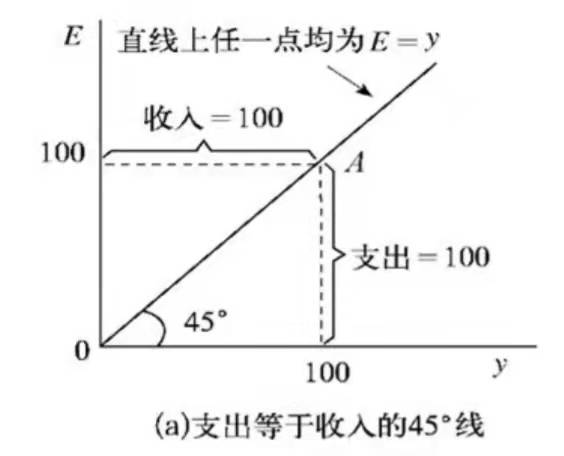 E 直线上任一点均为E=y
收入=100
100 A
支出=100
45°
0
100 y
(a)支出等于收入的45°线